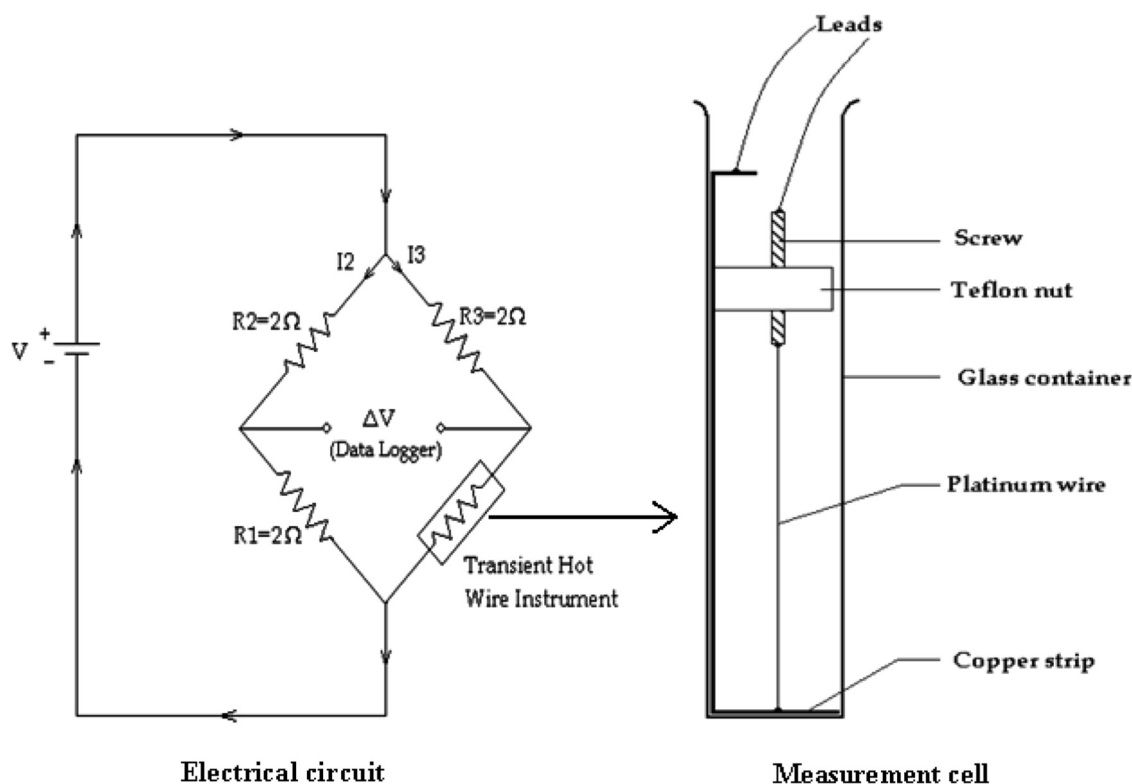 Leads
I2
I3
R2=2Ω
R3=2Ω
V
+
-
ΔV
(Data Logger)
R1=2Ω
Transient Hot
Wire Instrument
Screw
Teflon nut
Glass container
Platinum wire
Copper strip
Electrical circuit
Measurement cell